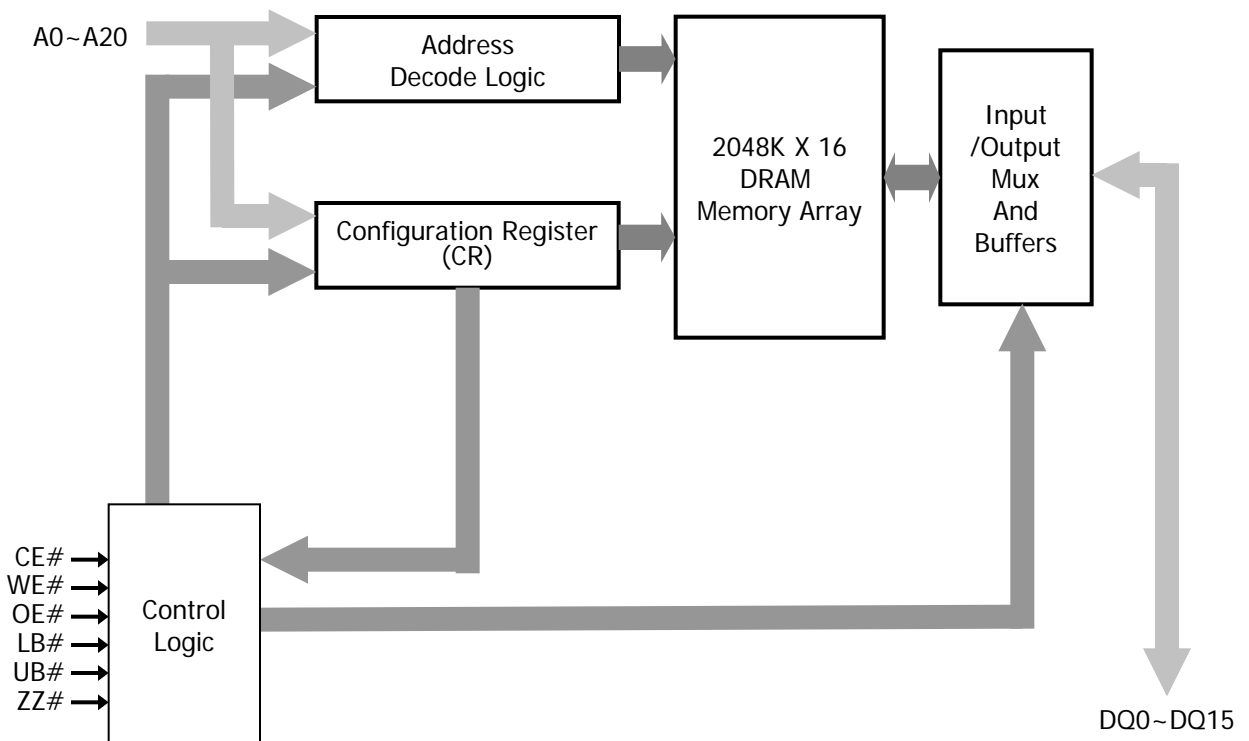 A0~A20
Address
Decode Logic
Configuration Register
(CR)
2048K X 16
DRAM
Memory Array
Input
/Output
Mux
And
Buffers
CE#
WE#
OE#
LB#
UB#
ZZ#
Control
Logic
DQ0~DQ15